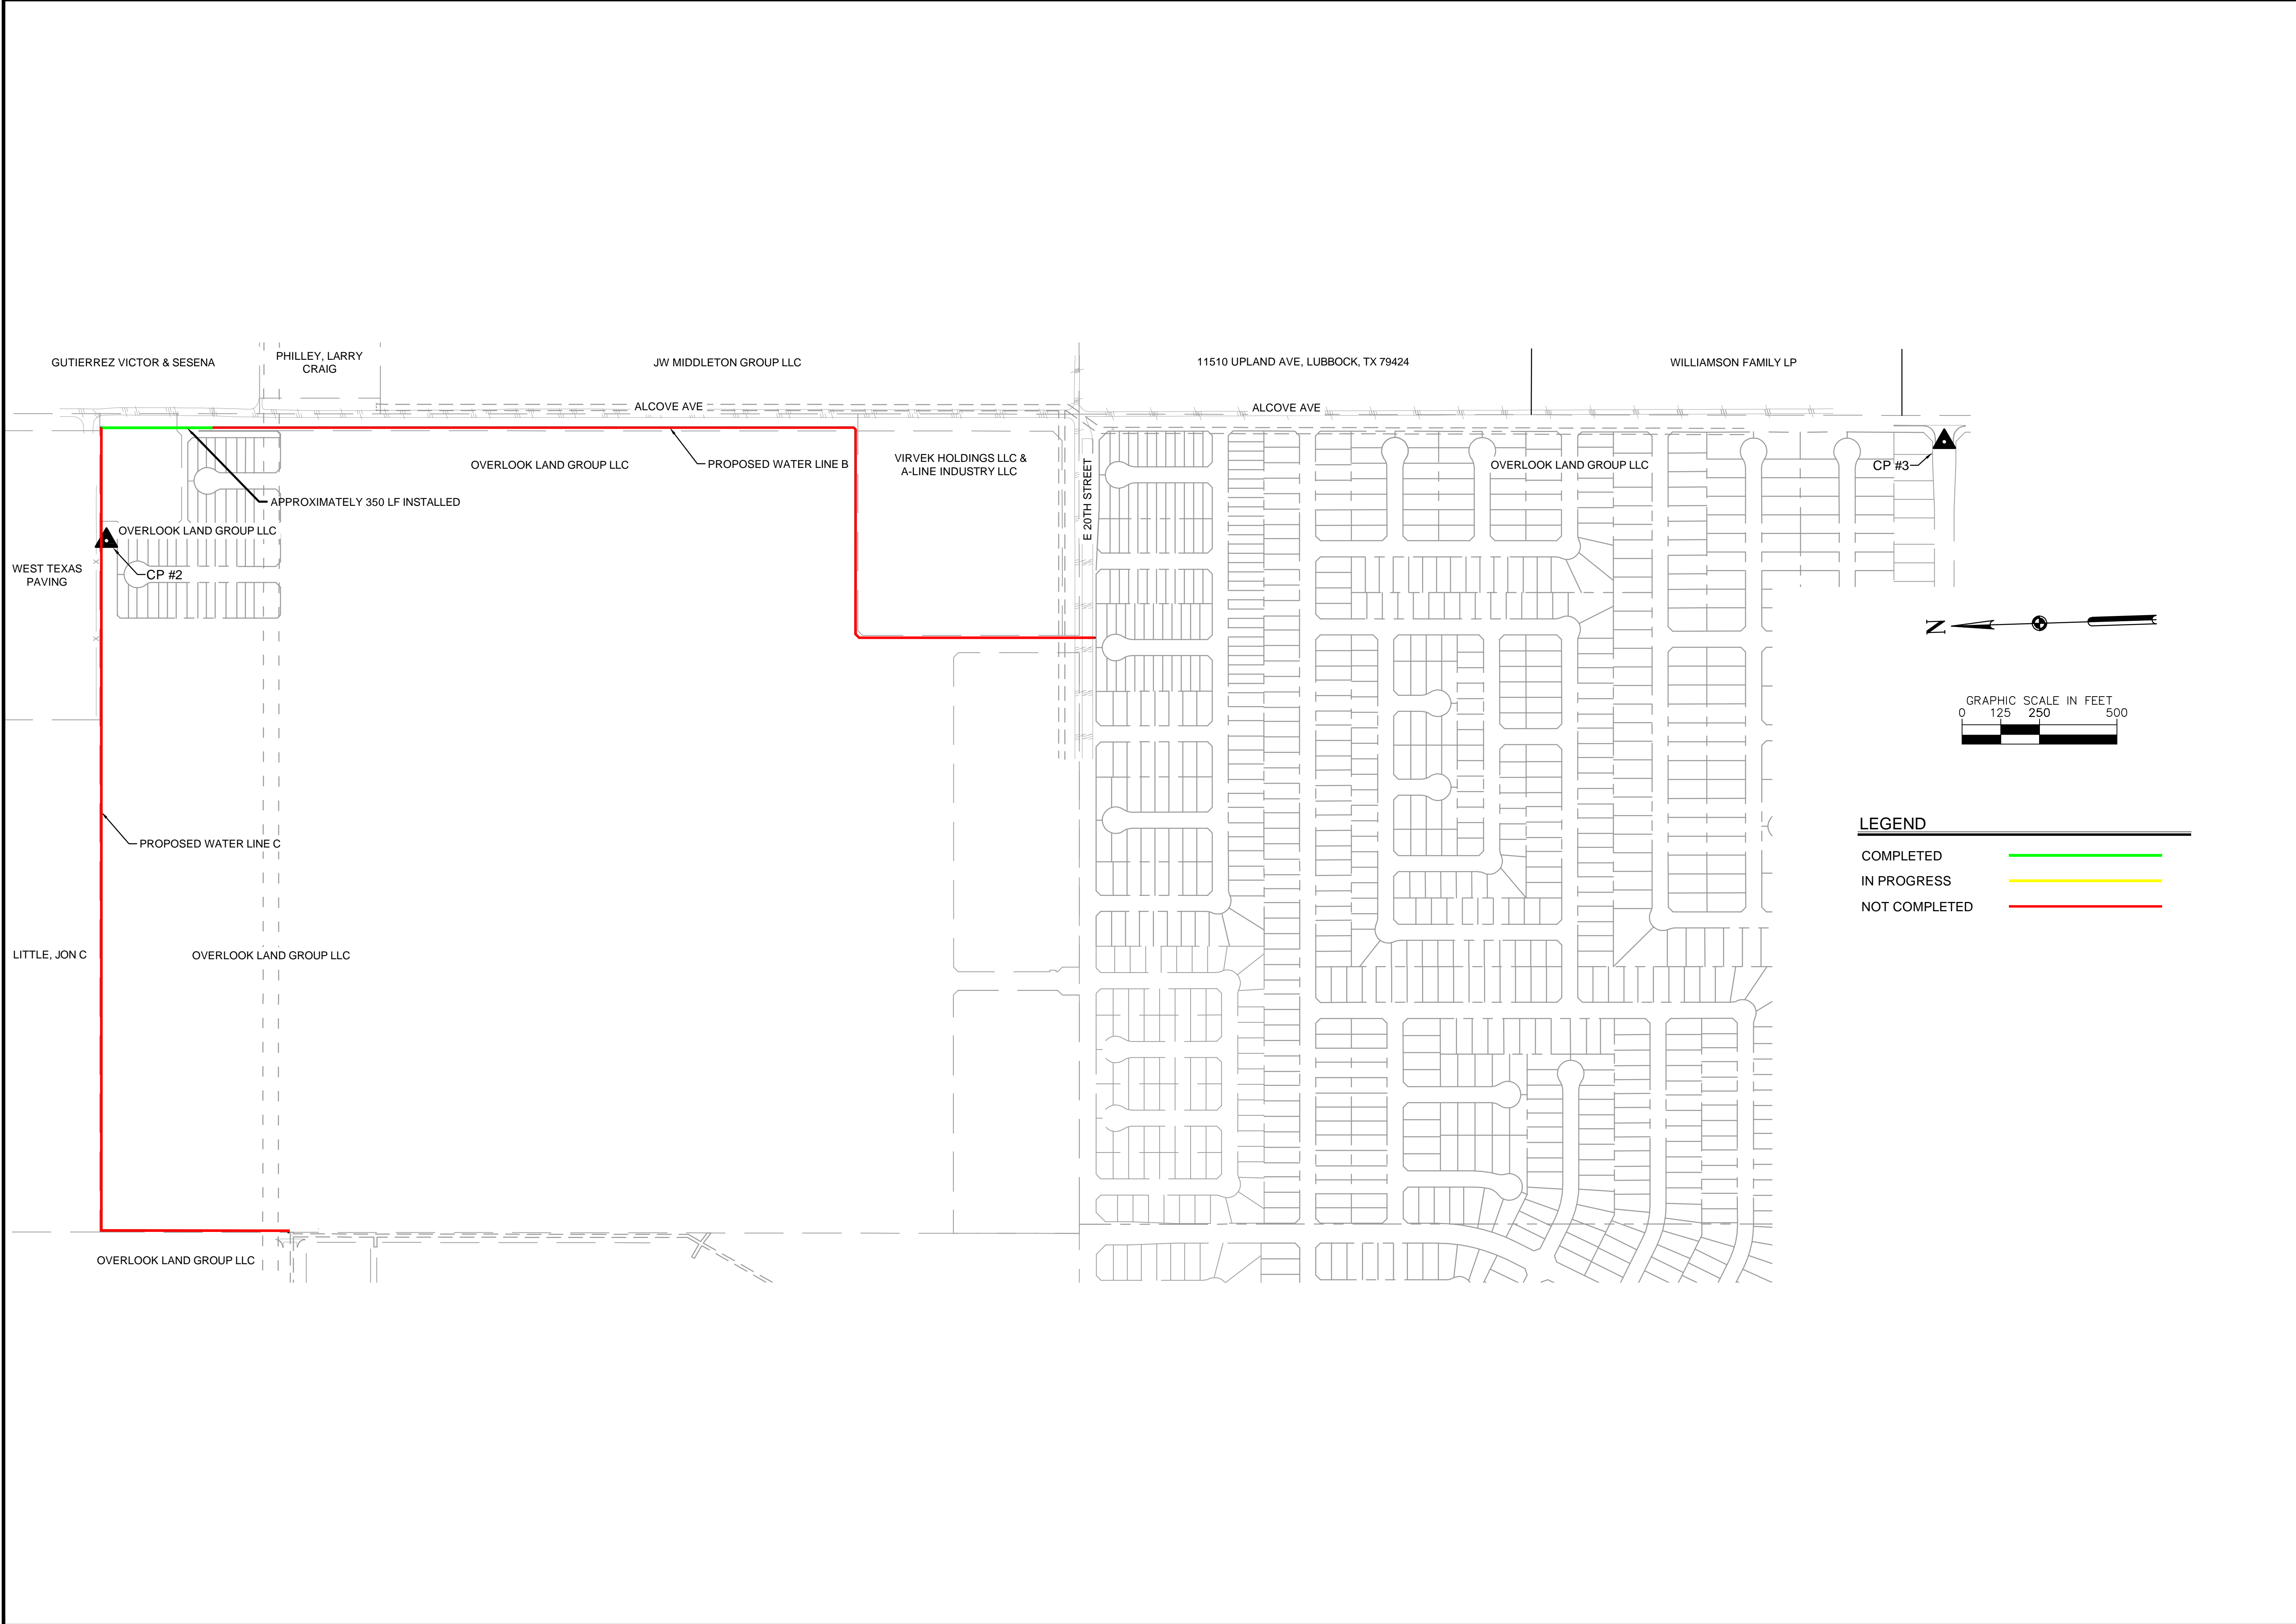 GUTIERREZ VICTOR & SESENA
PHILLEY, LARRY
CRAIG
JW MIDDLETON GROUP LLC
11510 UPLAND AVE, LUBBOCK, TX 79424
WILLIAMSON FAMILY LP
ALCOVE AVE
ALCOVE AVE
OVERLOOK LAND GROUP LLC
PROPOSED WATER LINE B
VIRVEK HOLDINGS LLC &
A-LINE INDUSTRY LLC
E 20TH STREET
OVERLOOK LAND GROUP LLC
CP #3
APPROXIMATELY 350 LF INSTALLED
OVERLOOK LAND GROUP LLC
WEST TEXAS
PAVING
CP #2
N
GRAPHIC SCALE IN FEET
0 125 250 500
LEGEND
COMPLETED
IN PROGRESS
NOT COMPLETED
PROPOSED WATER LINE C
LITTLE, JON C
OVERLOOK LAND GROUP LLC
OVERLOOK LAND GROUP LLC